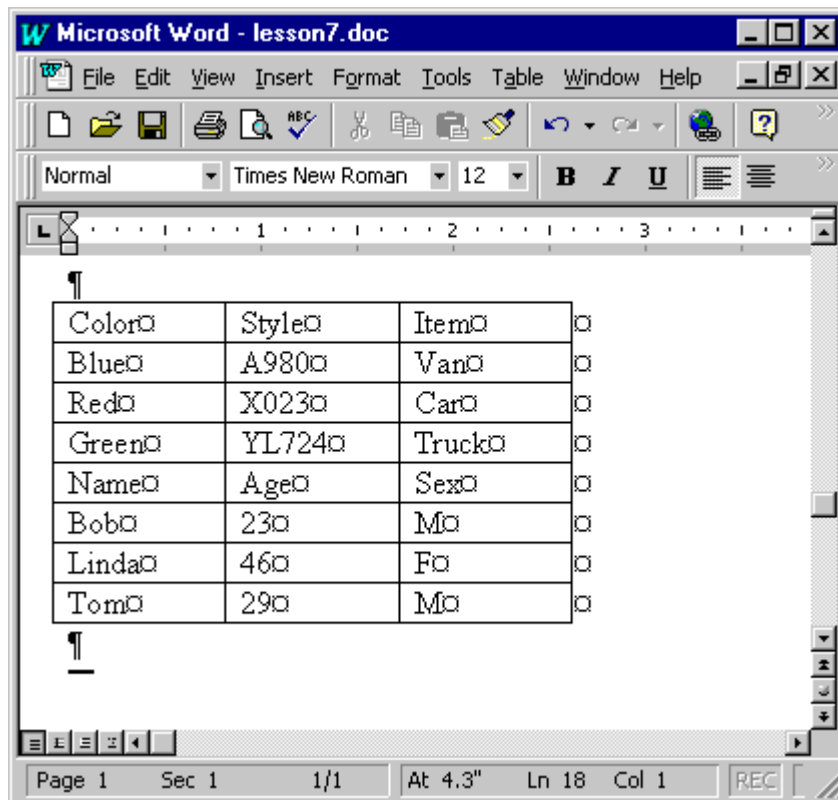 Microsoft Word - lesson7.doc
File Edit View Insert Format Tools Table Window Help
ABC
Normal Times New Roman 12 B I U
1 2 3
¶
Color¤ Style¤ Item¤ ¤
Blue¤ A980¤ Van¤ ¤
Red¤ X023¤ Car¤ ¤
Green¤ YL724¤ Truck¤ ¤
Name¤ Age¤ Sex¤ ¤
Bob¤ 23¤ M¤ ¤
Linda¤ 46¤ F¤ ¤
Tom¤ 29¤ M¤ ¤
¶
Page 1 Sec 1 1/1 At 4.3" Ln 18 Col 1 REC